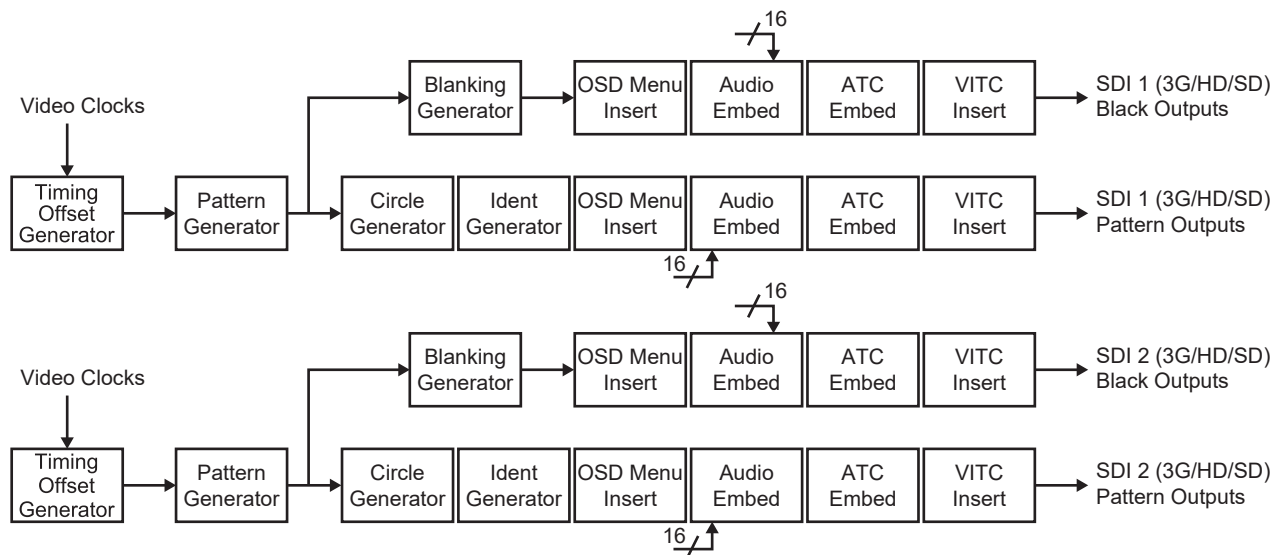 16
Blanking
Generator
OSD Menu
Insert
Audio
Embed
ATC
Embed
VITC
Insert
SDI 1 (3G/HD/SD)
Black Outputs
Video Clocks
Timing
Offset
Generator
Pattern
Generator
Circle
Generator
Ident
Generator
OSD Menu
Insert
Audio
Embed
ATC
Embed
VITC
Insert
SDI 1 (3G/HD/SD)
Pattern Outputs
16
16
Blanking
Generator
OSD Menu
Insert
Audio
Embed
ATC
Embed
VITC
Insert
SDI 2 (3G/HD/SD)
Black Outputs
Video Clocks
Timing
Offset
Generator
Pattern
Generator
Circle
Generator
Ident
Generator
OSD Menu
Insert
Audio
Embed
ATC
Embed
VITC
Insert
SDI 2 (3G/HD/SD)
Pattern Outputs
16